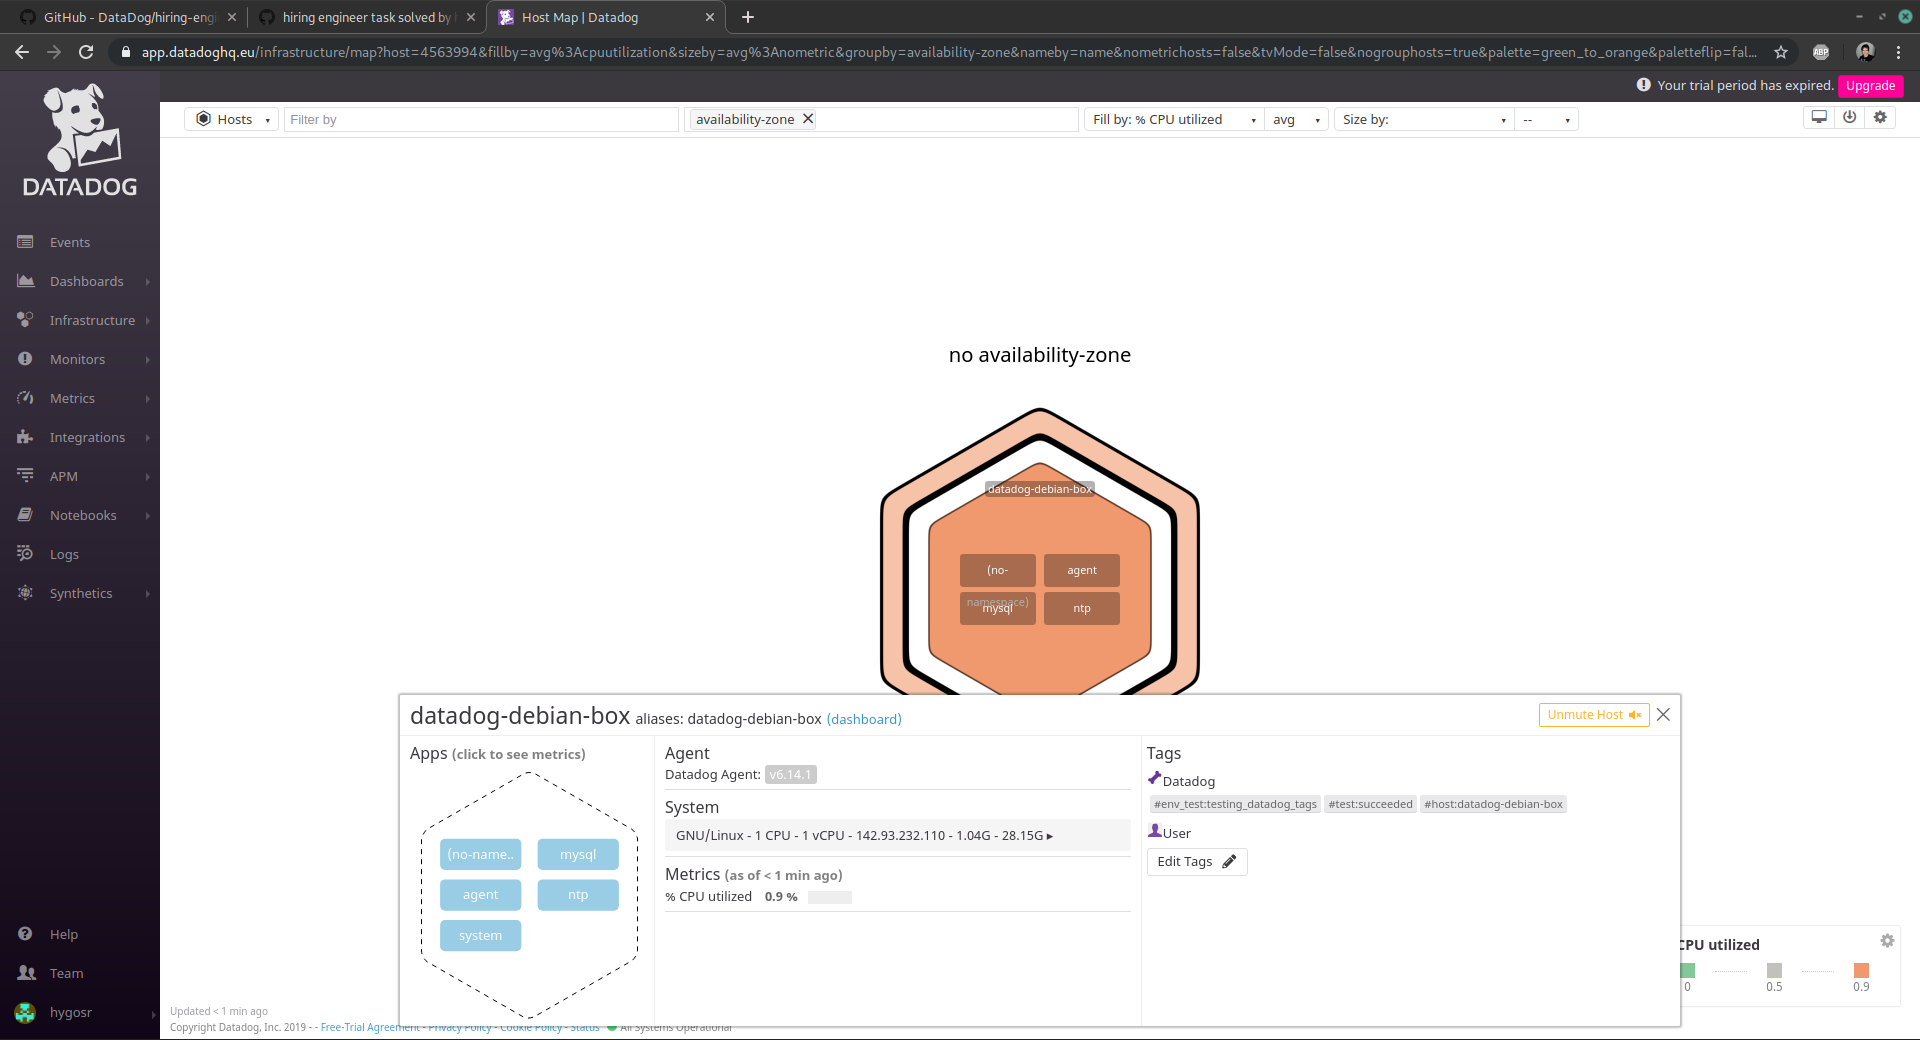 GitHub - DataDog/hiring-engi
hiring engineer task solved by
Host Map | Datadog
app.datadoghq.eu/infrastructure/map?host=4563994&fillby=avg%3Acpuutilization&sizeby=avg%3Anometric&groupby=availability-zone&nameby=name&nometrichosts=false&tvMode=false&nogrouphosts=true&palette=green_to_orange&paletteflip=fal...
ABP
Your trial period has expired.
Upgrade
DATADOG
Events
Dashboards
Infrastructure
Monitors
Metrics
Integrations
APM
Notebooks
Logs
Synthetics
Help
Team
hygosr
Hosts
Filter by
availability-zone
Fill by: % CPU utilized
avg
Size by:
--
no availability-zone
datadog-debian-box
(no-
namespace)
agent
mysql
ntp
datadog-debian-box aliases: datadog-debian-box (dashboard)
Unmute Host
Apps (click to see metrics)
(no-name..
mysql
agent
ntp
system
Agent
Datadog Agent: v6.14.1
System
GNU/Linux - 1 CPU - 1 vCPU - 142.93.232.110 - 1.04G - 28.15G
Metrics (as of < 1 min ago)
% CPU utilized 0.9 %
Tags
Datadog
#env_test:testing_datadog_tags #test:succeeded #host:datadog-debian-box
User
Edit Tags
CPU utilized
0 0.5 0.9
Updated < 1 min ago
Copyright Datadog, Inc. 2019 - - Free-Trial Agreement - Privacy Policy - Cookie Policy - Status All Systems Operational